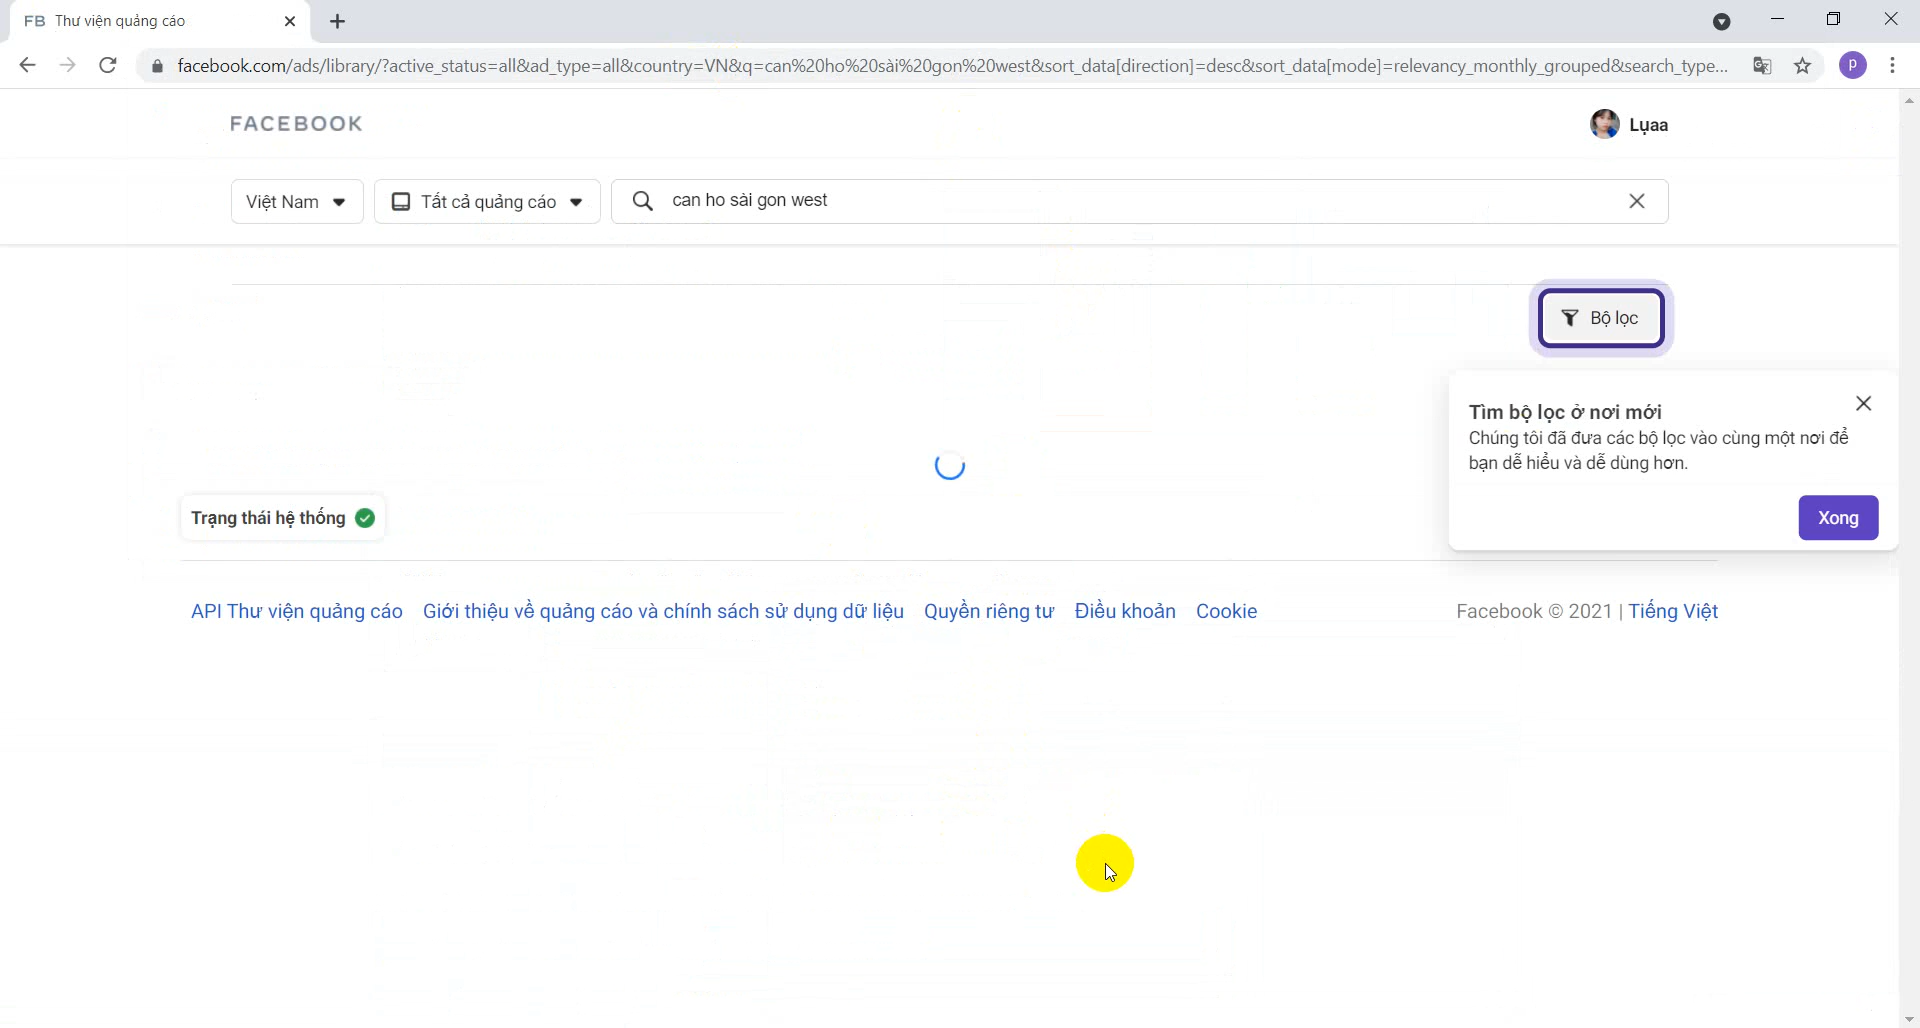 FB Thư viện quảng cáo
facebook.com/ads/library/?active_status=all&ad_type=all&country=VN&q=can%20ho%20sài%20gon%20west&sort_data[direction]=desc&sort_data[mode]=relevancy_monthly_grouped&search_type...
P
FACEBOOK
Lụaa
Việt Nam
Tất cả quảng cáo
can ho sài gon west
Bộ lọc
Tìm bộ lọc ở nơi mới
Chúng tôi đã đưa các bộ lọc vào cùng một nơi để
bạn dễ hiểu và dễ dùng hơn.
Trạng thái hệ thống
Xong
API Thư viện quảng cáo Giới thiệu về quảng cáo và chính sách sử dụng dữ liệu Quyền riêng tư Điều khoản Cookie
Facebook © 2021 | Tiếng Việt